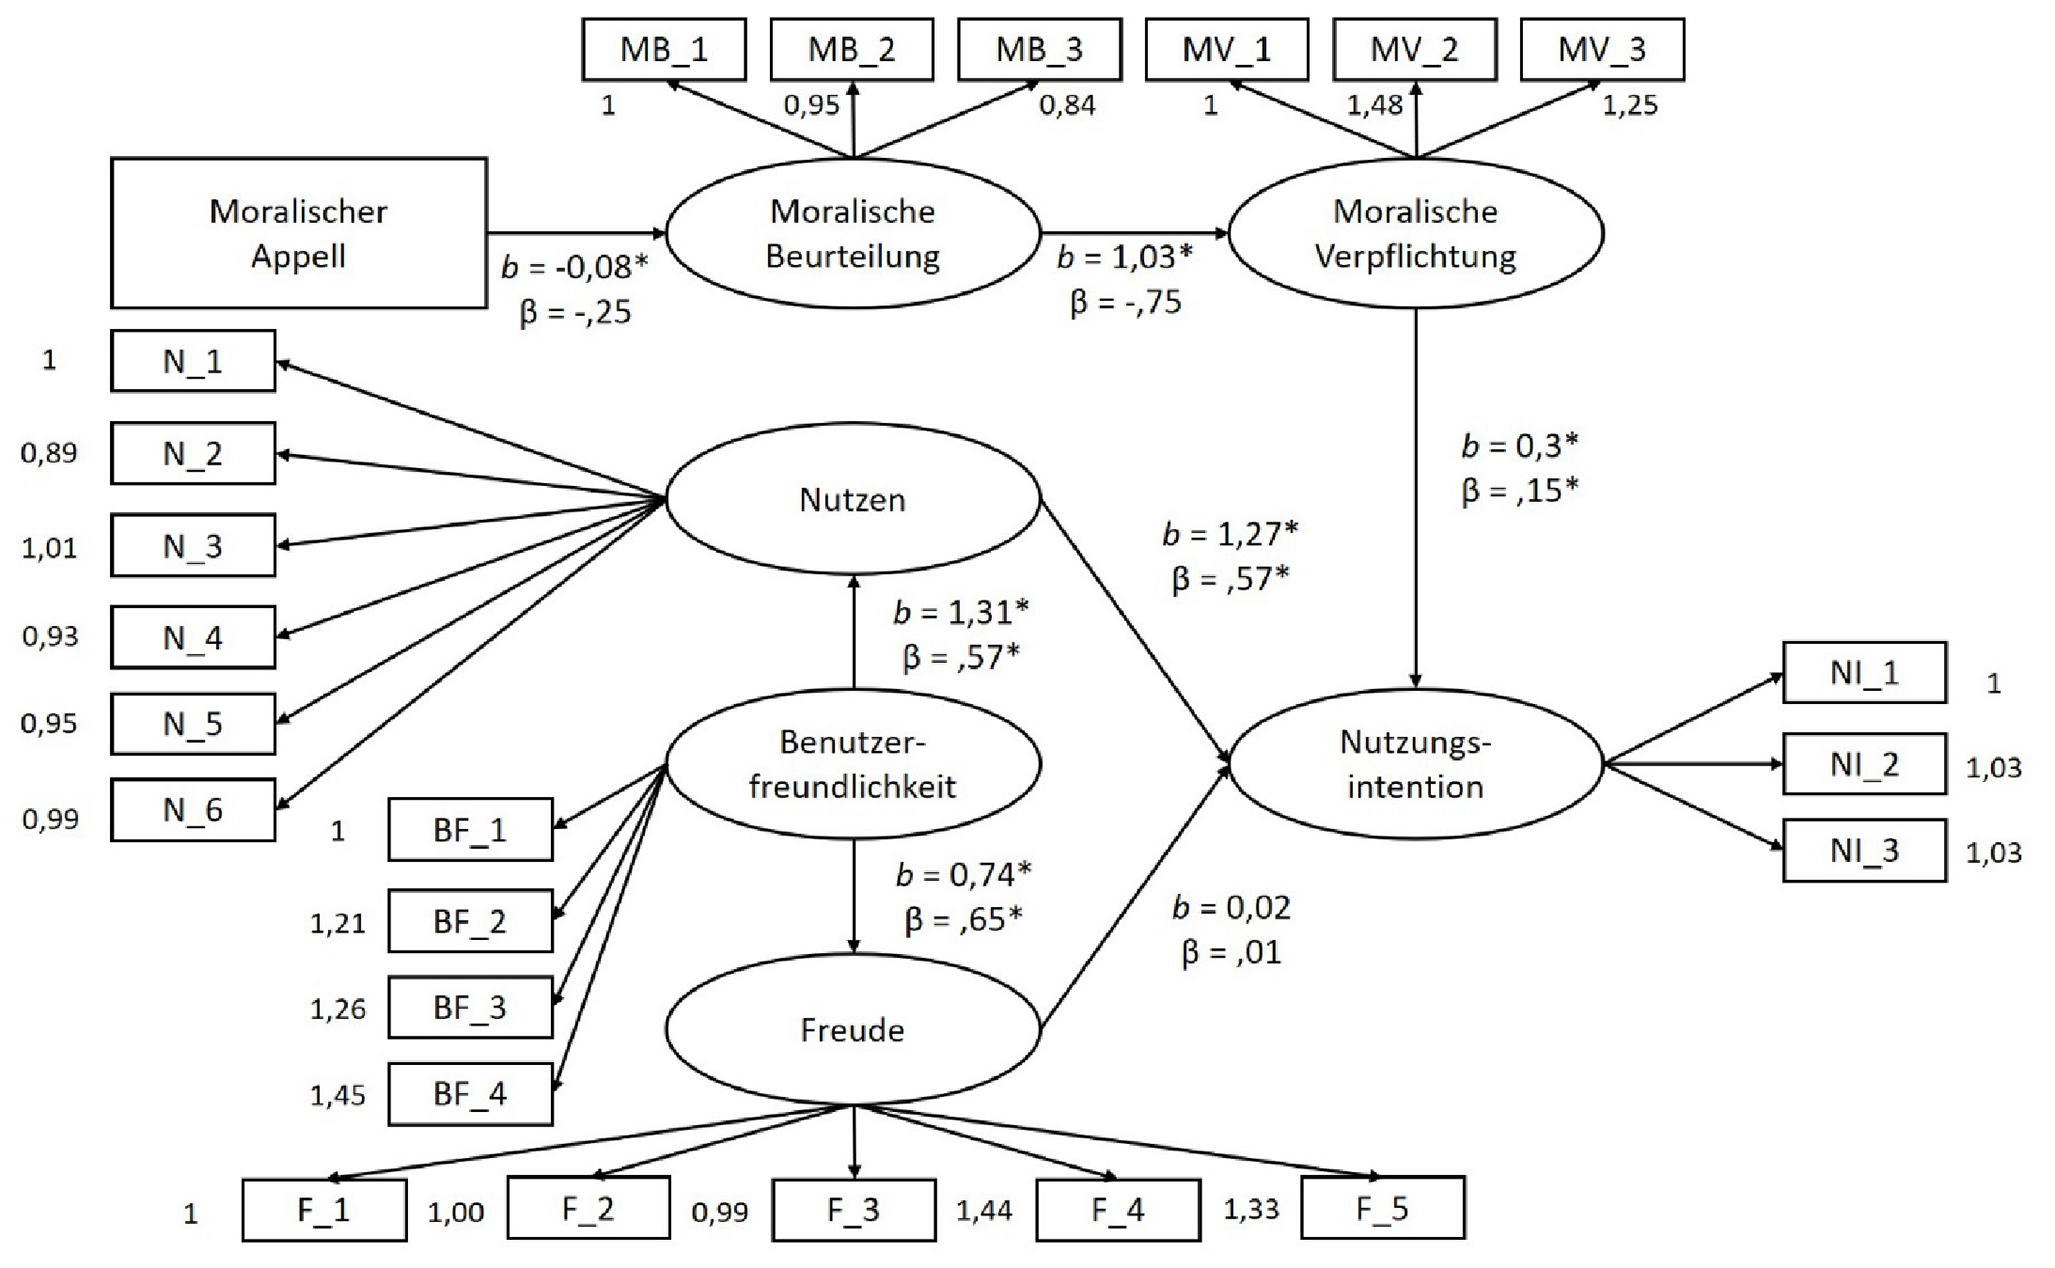 MB_1
MB_2
MB_3
MV_1
MV_2
MV_3
1
0,95
0,84
1
1,48
1,25
Moralischer
Appell
b = -0,08*
β = -,25
Moralische
Beurteilung
b = 1,03*
β = -,75
Moralische
Verpflichtung
1
N_1
0,89
N_2
1,01
N_3
0,93
N_4
0,95
N_5
0,99
N_6
Nutzen
b = 1,27*
β = ,57*
b = 0,3*
β = ,15*
b = 1,31*
β = ,57*
Benutzer-
freundlichkeit
Nutzungs-
intention
NI_1
1
NI_2
1,03
NI_3
1,03
1
BF_1
1,21
BF_2
1,26
BF_3
1,45
BF_4
b = 0,74*
β = ,65*
b = 0,02
β = ,01
Freude
1
F_1
1,00
F_2
0,99
F_3
1,44
F_4
1,33
F_5